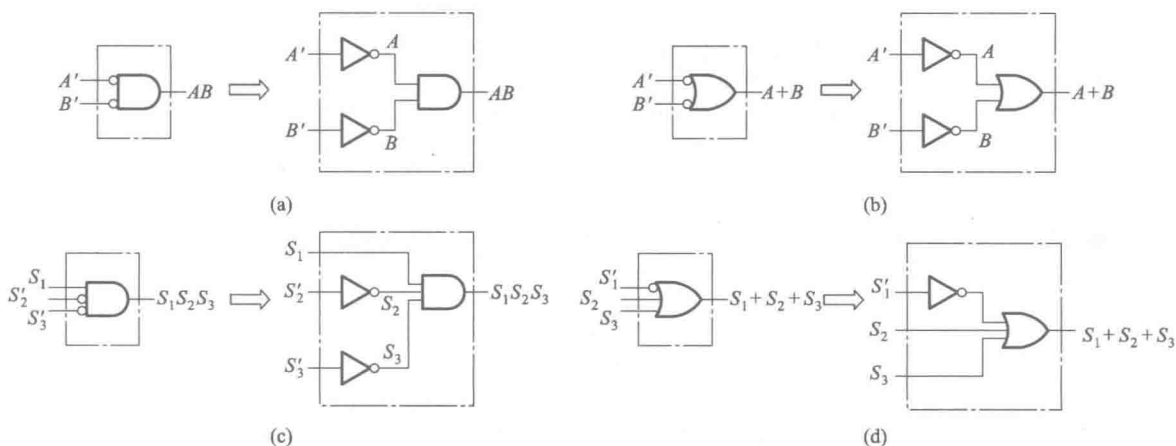 A' A A' A
A' AB AB A' A+B A+B
B' B'
B' B B' B
(a) (b)
S₁
S₁ S'₁ S'₁
S'₂ S₁S₂S₃ S'₂ S₂ S₁S₂S₃ S₂ S₁+S₂+S₃ S₂ S₁+S₂+S₃
S'₃ S₃
S'₃ S₃ S₃
(c) (d)